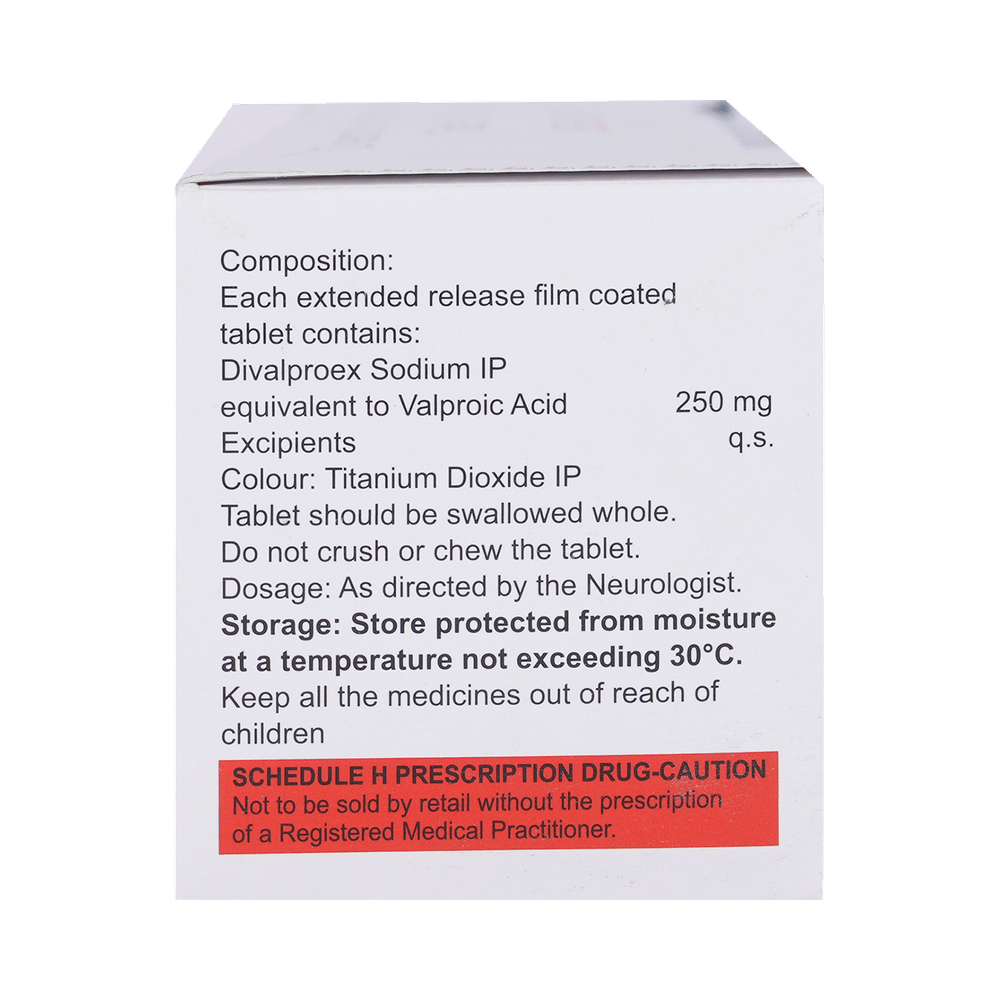 Composition:
Each extended release film coated
tablet contains:
Divalproex Sodium IP
equivalent to Valproic Acid 250 mg
Excipients q.s.
Colour: Titanium Dioxide IP
Tablet should be swallowed whole.
Do not crush or chew the tablet.
Dosage: As directed by the Neurologist.
Storage: Store protected from moisture
at a temperature not exceeding 30°C.
Keep all the medicines out of reach of
children
SCHEDULE H PRESCRIPTION DRUG-CAUTION
Not to be sold by retail without the prescription
of a Registered Medical Practitioner.